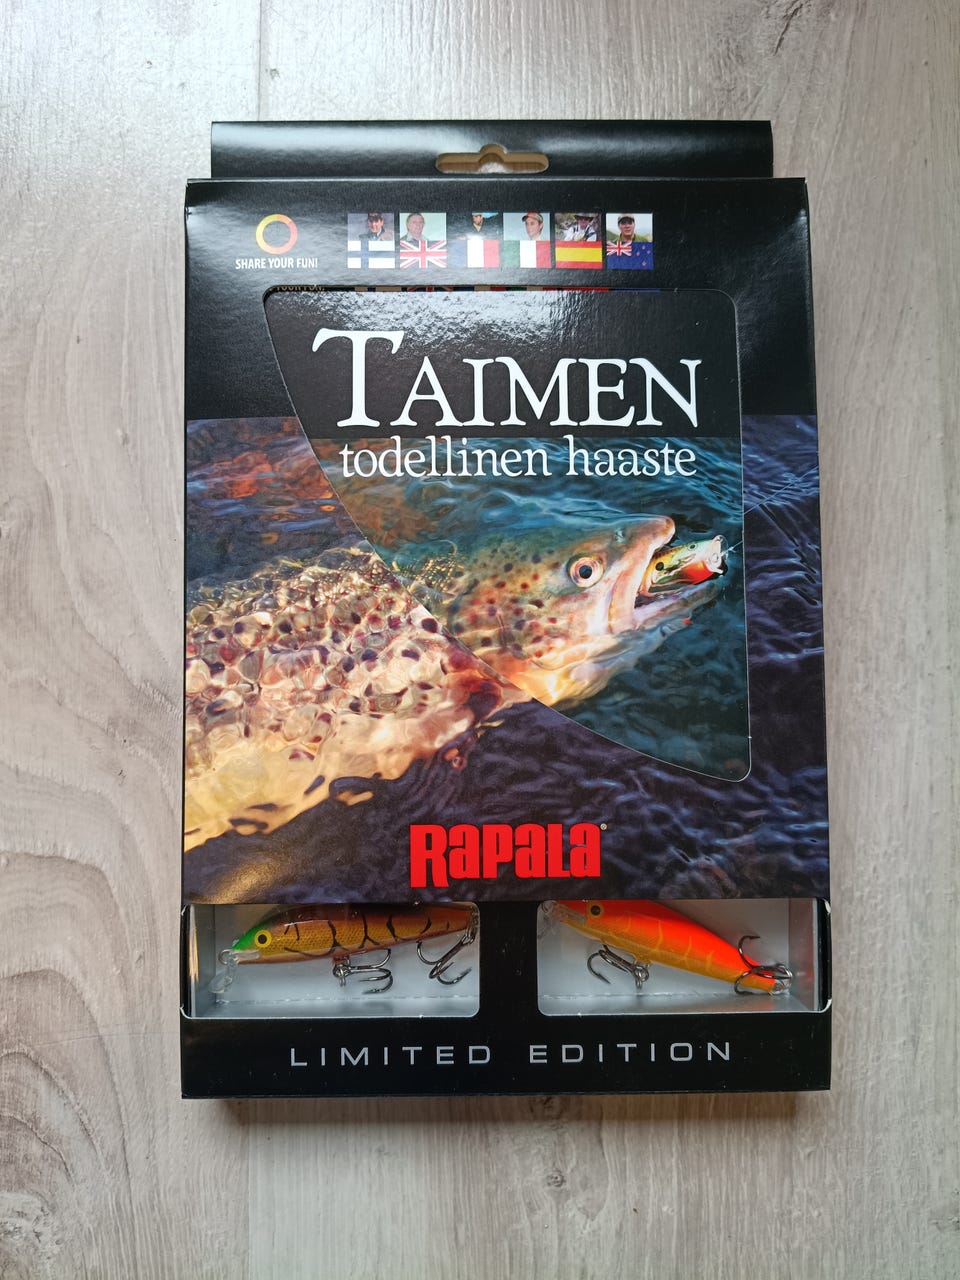 SHARE YOUR FUN!
TAIMEN
todellinen haaste
RAPALA®
LIMITED EDITION